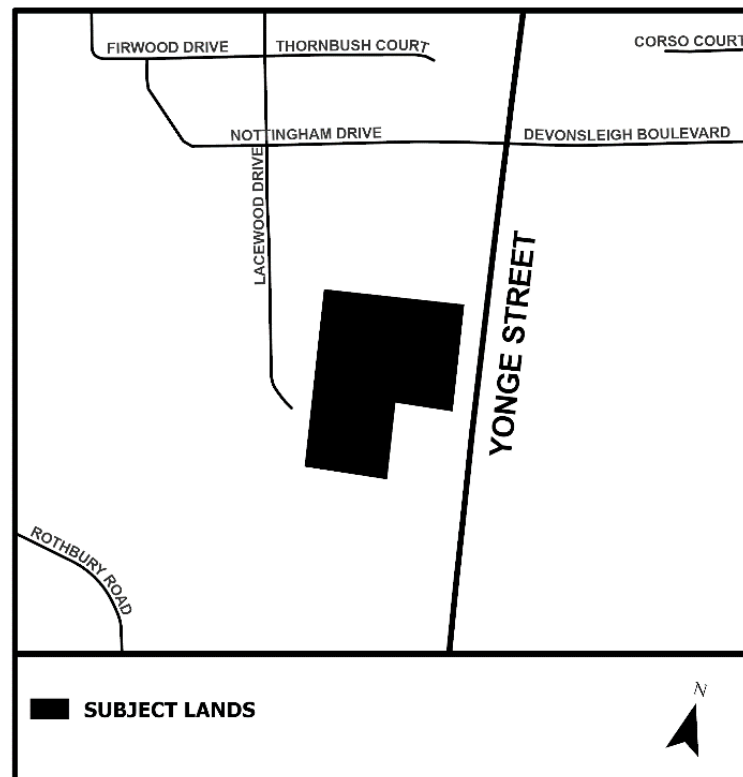 FIRWOOD DRIVE
THORNBUSH COURT
CORSO COURT
NOTTINGHAM DRIVE
DEVONSLEIGH BOULEVARD
LACEWOOD DRIVE
YONGE STREET
ROTHBURY ROAD
SUBJECT LANDS
N